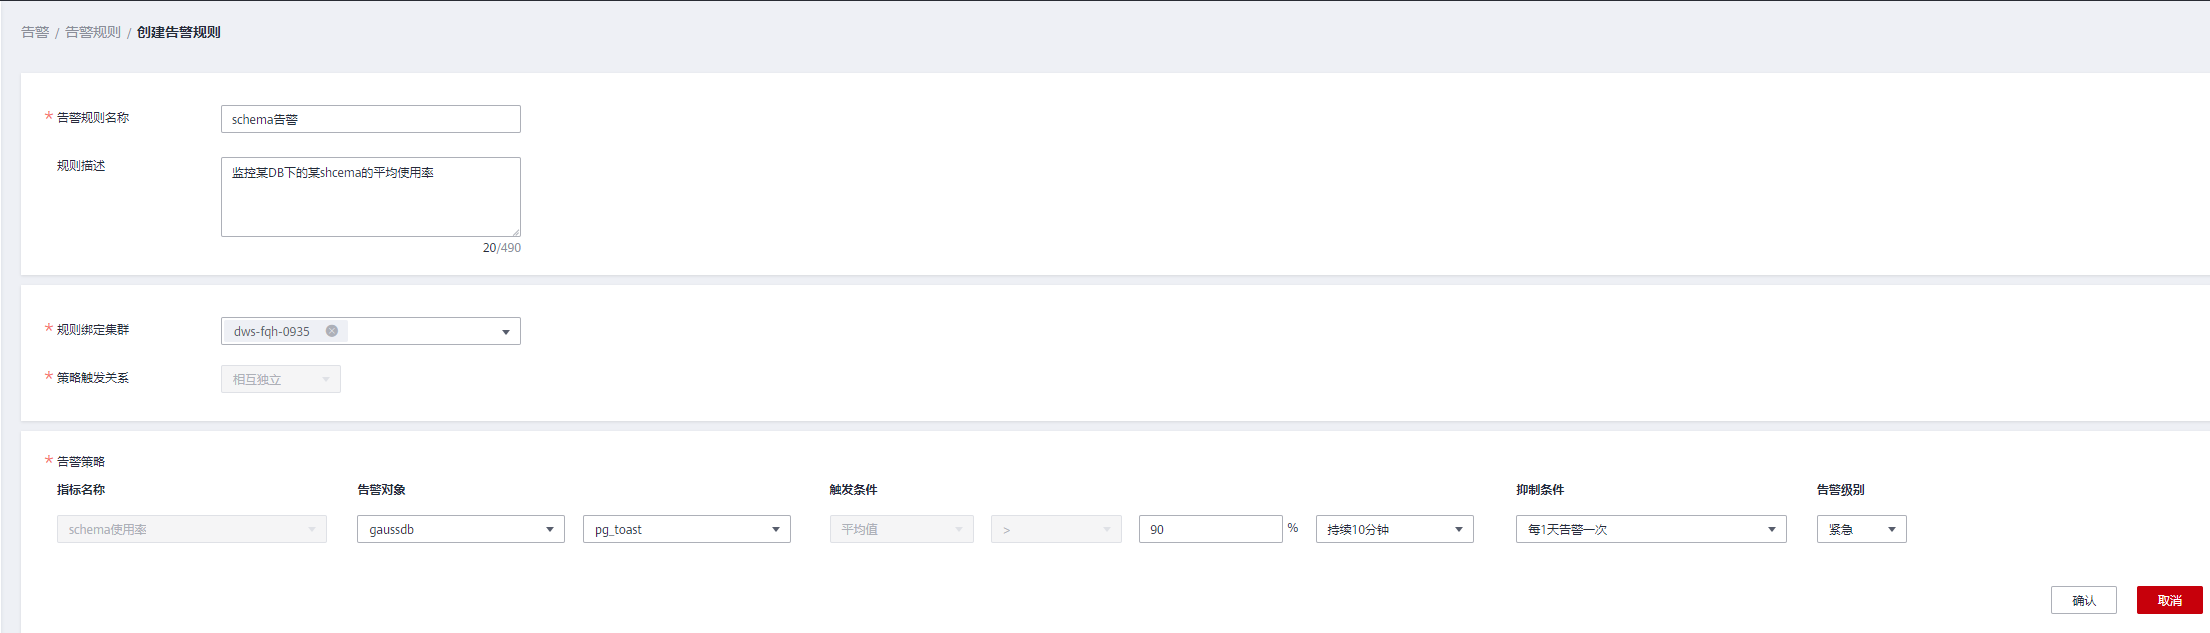 告警 / 告警规则 / 创建告警规则
* 告警规则名称
schema告警
规则描述
监控某DB下的某shcema的平均使用率
20/490
* 规则绑定集群
dws-fqh-0935
* 策略触发关系
相互独立
* 告警策略
指标名称 告警对象 触发条件 抑制条件 告警级别
schema使用率 gaussdb pg_toast 平均值 > 90 % 持续10分钟 每1天告警一次 紧急
确认 取消